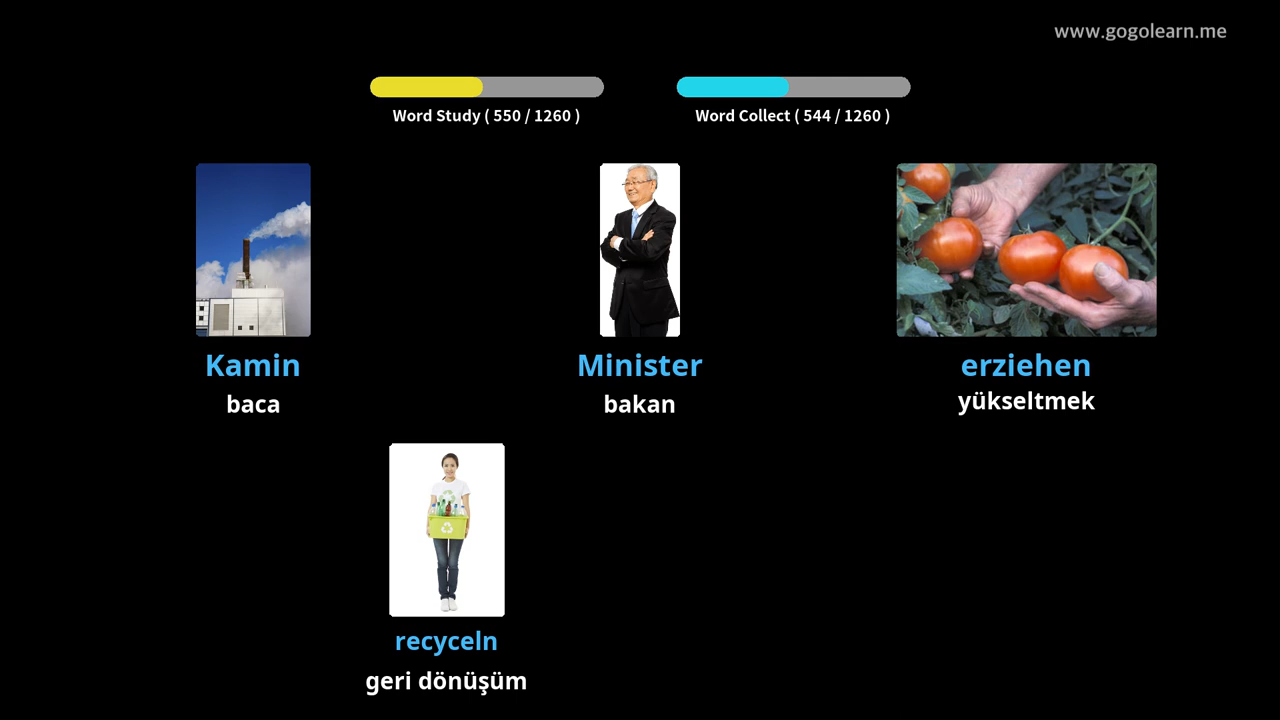 www.gogolearn.me
Word Study ( 550 / 1260 )
Word Collect ( 544 / 1260 )
Kamin
baca
Minister
bakan
erziehen
yükseltmek
recyceln
geri dönüşüm